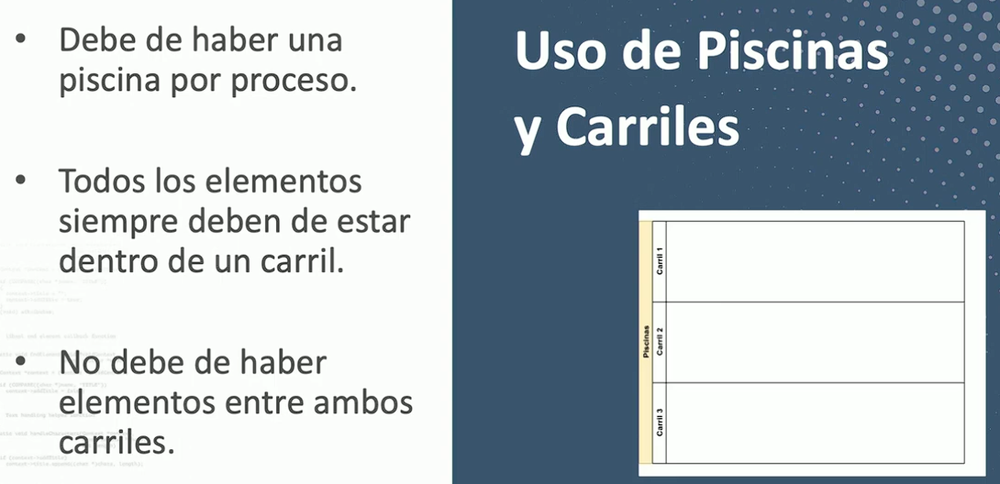 • Debe de haber una
piscina por proceso.
• Todos los elementos
siempre deben de estar
dentro de un carril.
• No debe de haber
elementos entre ambos
carriles.
Uso de Piscinas
y Carriles
Piscinas
Carril 1
Carril 2
Carril 3